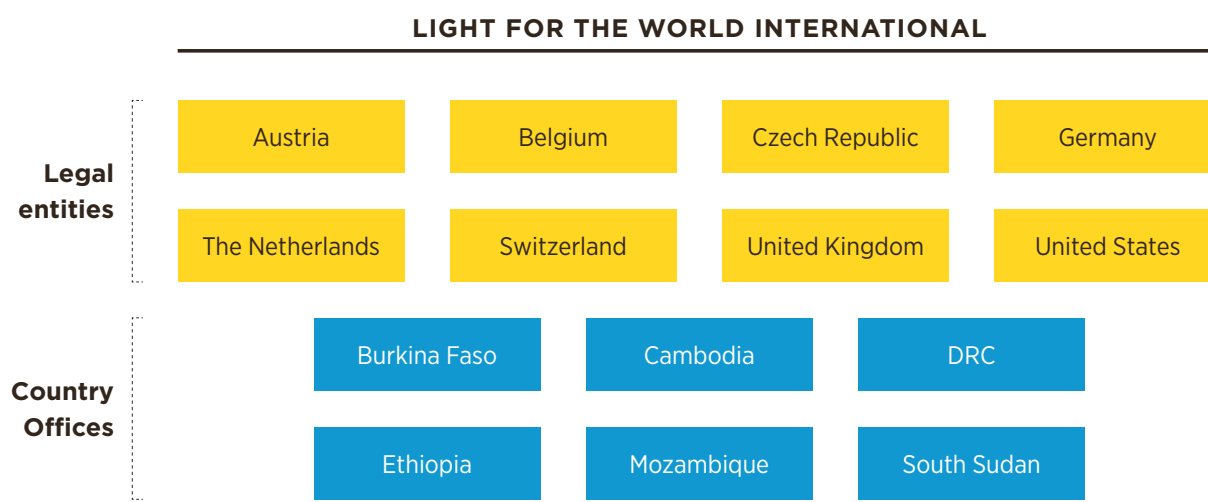 LIGHT FOR THE WORLD INTERNATIONAL
Legal
entities
Austria
Belgium
Czech Republic
Germany
The Netherlands
Switzerland
United Kingdom
United States
Country
Offices
Burkina Faso
Cambodia
DRC
Ethiopia
Mozambique
South Sudan